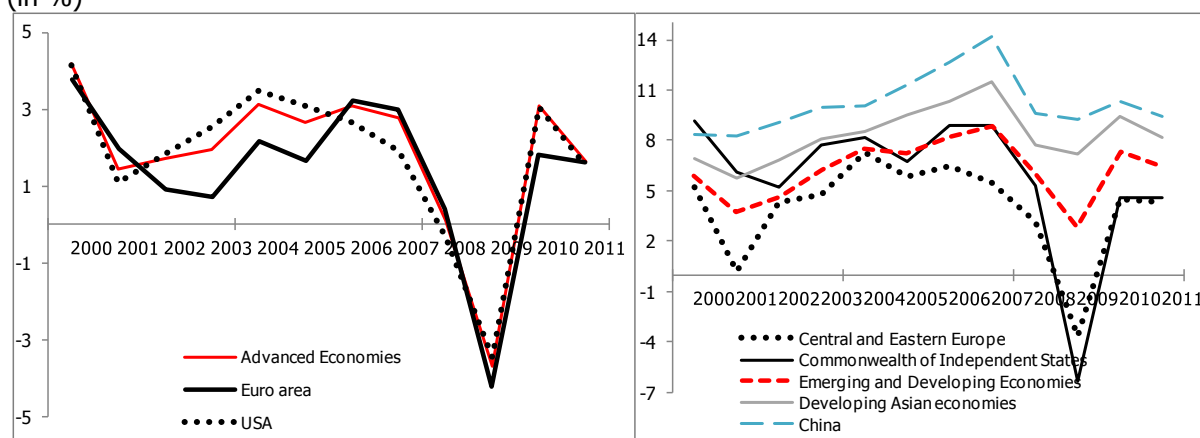 (in %)
5
3
1
-1
-3
-5
2000 2001 2002 2003 2004 2005 2006 2007 2008 2009 2010 2011
Advanced Economies
Euro area
USA
14
11
8
5
2
-1
-4
-7
2000 2001 2002 2003 2004 2005 2006 2007 2008 2009 2010 2011
Central and Eastern Europe
Commonwealth of Independent States
Emerging and Developing Economies
Developing Asian economies
China